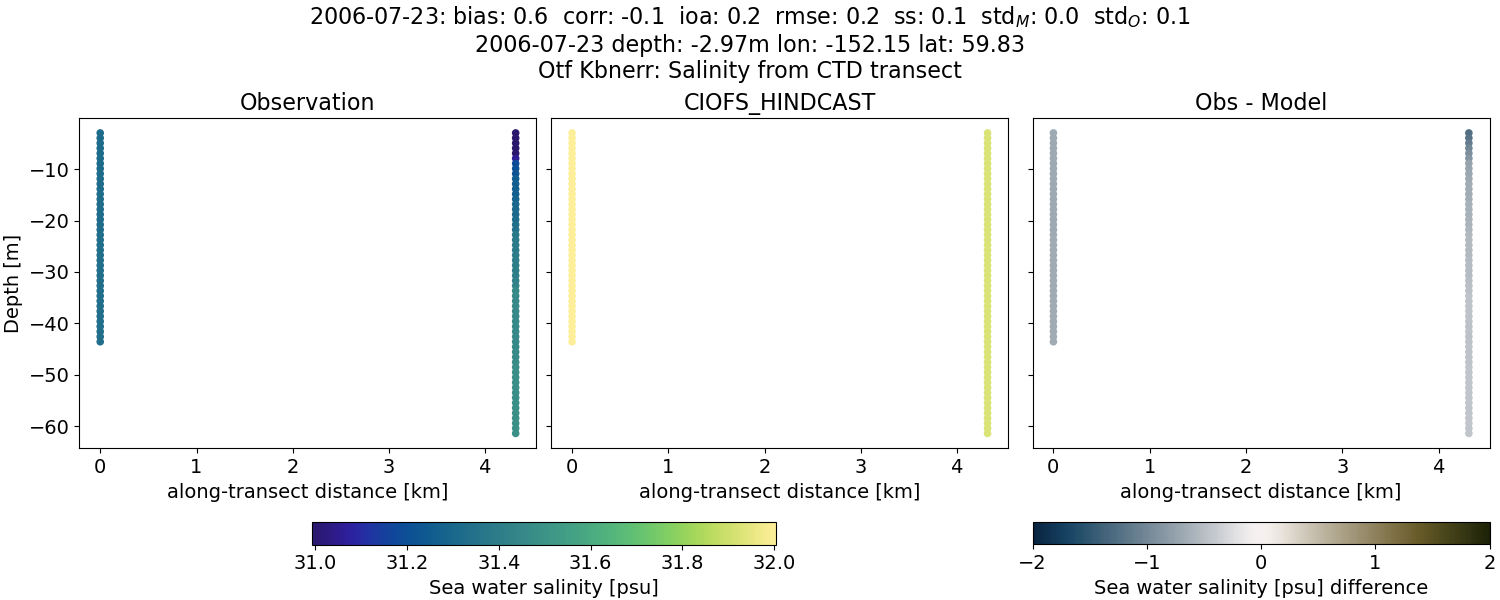 2006-07-23: bias: 0.6  corr: -0.1  ioa: 0.2  rmse: 0.2  ss: 0.1  std_M: 0.0  std_O: 0.1
2006-07-23 depth: -2.97m lon: -152.15 lat: 59.83
Otf Kbnerr: Salinity from CTD transect
Observation
CIOFS_HINDCAST
Obs - Model
Depth [m]
−10
−20
−30
−40
−50
−60
0 1 2 3 4
0 1 2 3 4
0 1 2 3 4
along-transect distance [km]
along-transect distance [km]
along-transect distance [km]
31.0 31.2 31.4 31.6 31.8 32.0
Sea water salinity [psu]
−2 −1 0 1 2
Sea water salinity [psu] difference